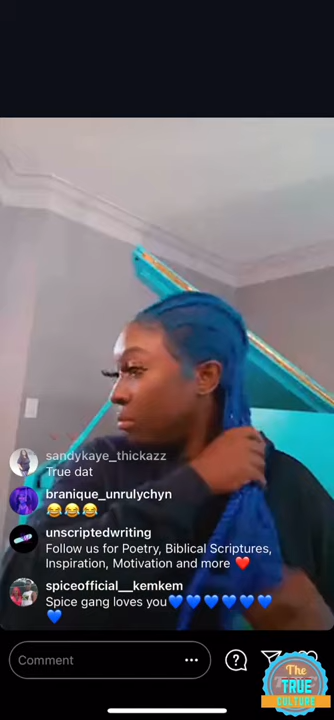 sandykaye_thickazz
True dat
branique_unrulychyn
😂😂😂
unscriptedwriting
Follow us for Poetry, Biblical Scriptures,
Inspiration, Motivation and more ❤️
spiceofficial__kemkem
Spice gang loves you💙💙💙💙💙💙
💙
Comment
The
TRUE
CULTURE